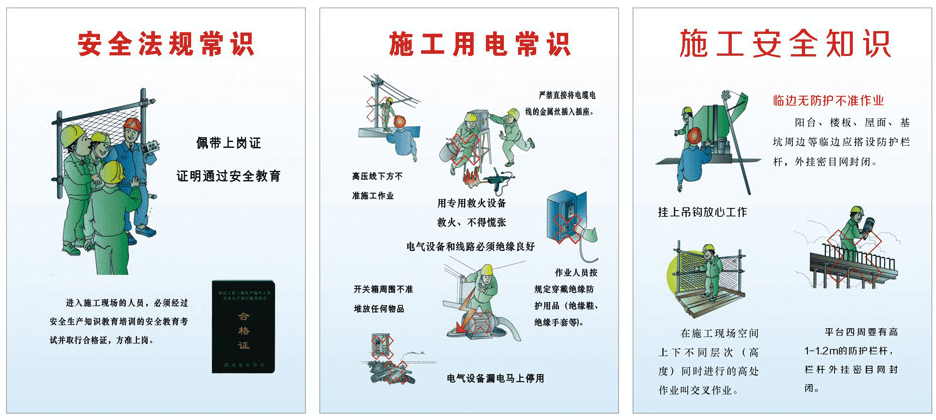 安全法规常识
佩带上岗证
证明通过安全教育
进入施工现场的人员，必须经过
安全生产知识教育培训的安全教育考
试并取行合格证，方准上岗。
合格证
施工用电常识
严禁直接将电缆电
线的金属丝插入插座。
高压线下方不
准施工作业
用专用救火设备
救火、不得慌张
电气设备和线路必须绝缘良好
作业人员按
规定穿戴绝缘防
护用品（绝缘鞋、
绝缘手套等）。
开关箱周围不准
堆放任何物品
电气设备漏电马上停用
施工安全知识
临边无防护不准作业
阳台、楼板、屋面、基
坑周边等临边应搭设防护栏
杆，外挂密目网封闭。
挂上吊钩放心工作
在施工现场空间
上下不同层次（高
度）同时进行的高处
作业叫交叉作业。
平台四周要有高
1-1.2m的防护栏杆，
栏杆外挂密目网封
闭。